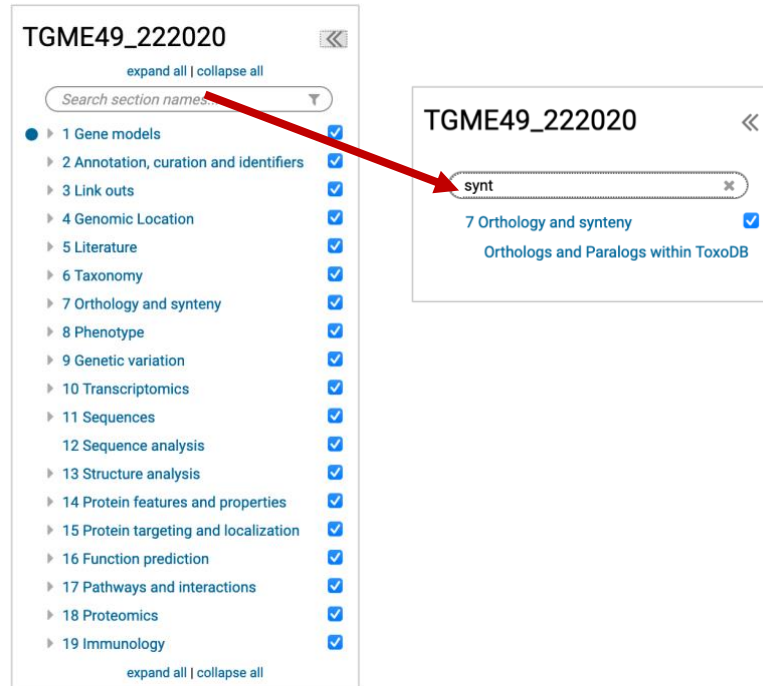 TGME49_222020
expand all | collapse all
Search section names...
1 Gene models
2 Annotation, curation and identifiers
3 Link outs
4 Genomic Location
5 Literature
6 Taxonomy
7 Orthology and synteny
8 Phenotype
9 Genetic variation
10 Transcriptomics
11 Sequences
12 Sequence analysis
13 Structure analysis
14 Protein features and properties
15 Protein targeting and localization
16 Function prediction
17 Pathways and interactions
18 Proteomics
19 Immunology
expand all | collapse all
TGME49_222020
synt
7 Orthology and synteny
Orthologs and Paralogs within ToxoDB